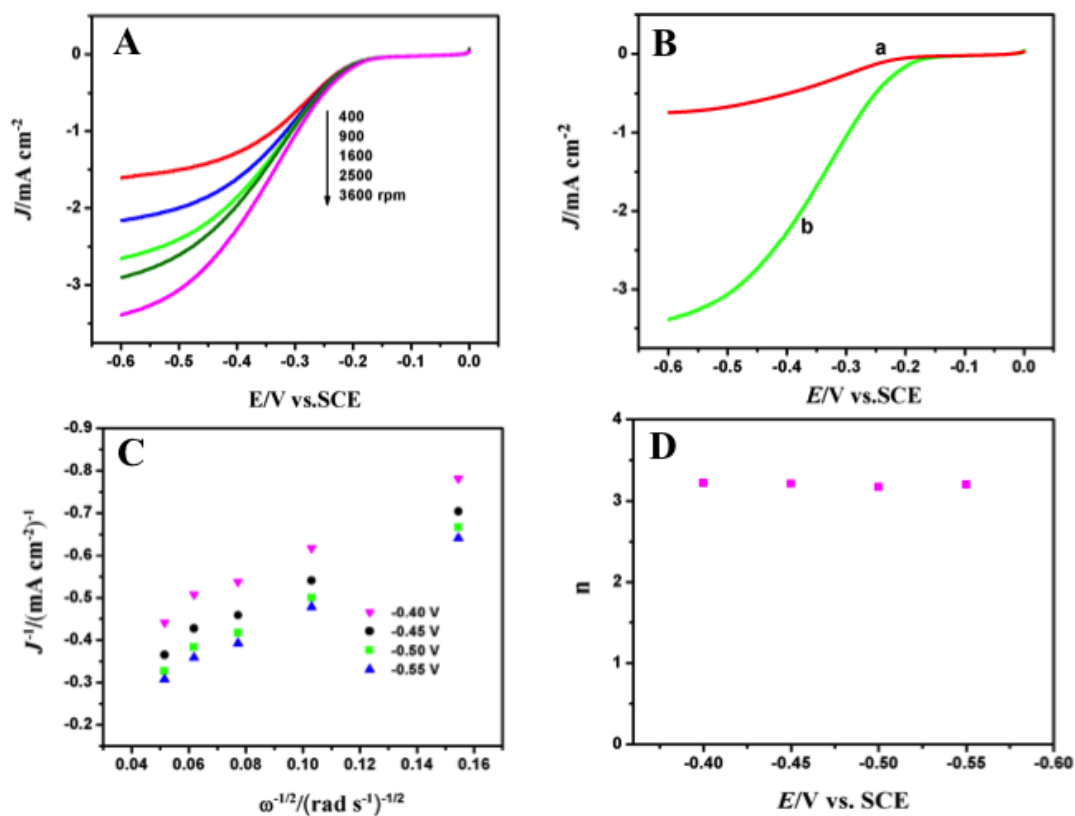 A
0
-1
-2
-3
J/mA cm⁻²
400
900
1600
2500
3600 rpm
-0.6 -0.5 -0.4 -0.3 -0.2 -0.1 0.0
E/V vs.SCE
B
a
b
0
-1
-2
-3
J/mA cm⁻²
-0.6 -0.5 -0.4 -0.3 -0.2 -0.1 0.0
E/V vs.SCE
C
-0.9
-0.8
-0.7
-0.6
-0.5
-0.4
-0.3
-0.2
J⁻¹/(mA cm⁻²)⁻¹
-0.40 V
-0.45 V
-0.50 V
-0.55 V
0.04 0.06 0.08 0.10 0.12 0.14 0.16
ω⁻¹/²/(rad s⁻¹)⁻¹/²
D
4
3
2
1
0
n
-0.40 -0.45 -0.50 -0.55 -0.60
E/V vs. SCE